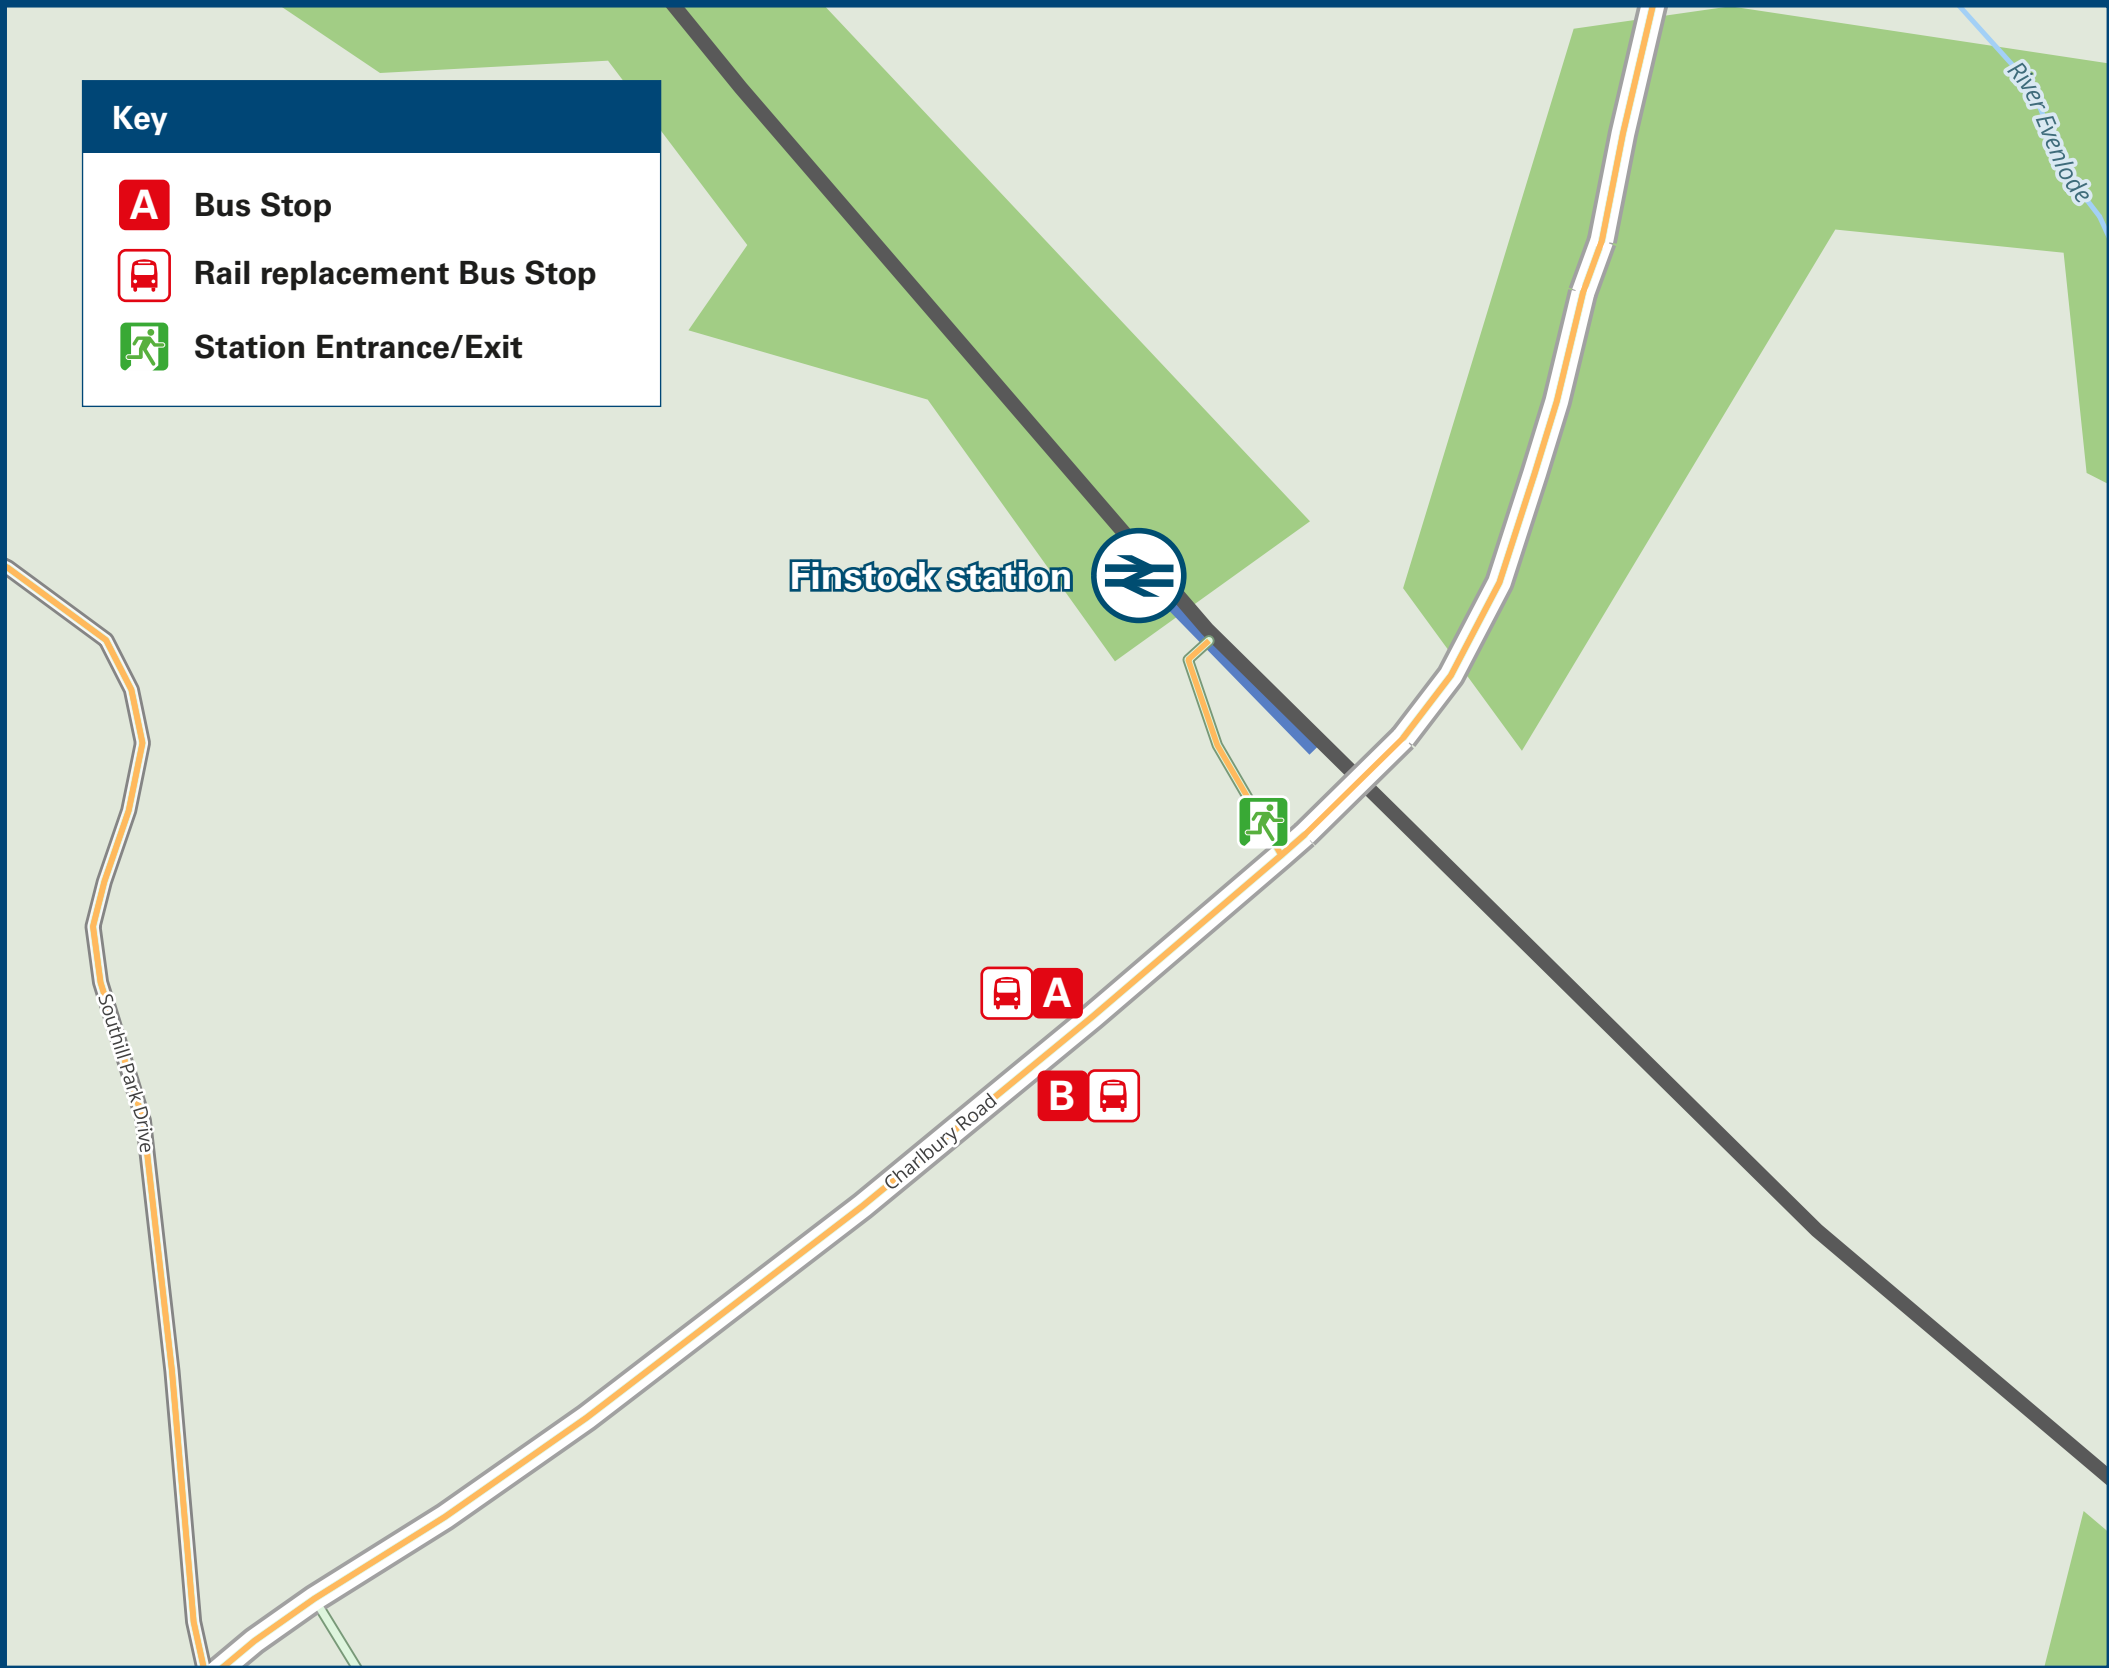 Key
A Bus Stop
Rail replacement Bus Stop
Station Entrance/Exit
River Evenlode
Finstock station
A
B
Charlbury Road
Southill Park Drive